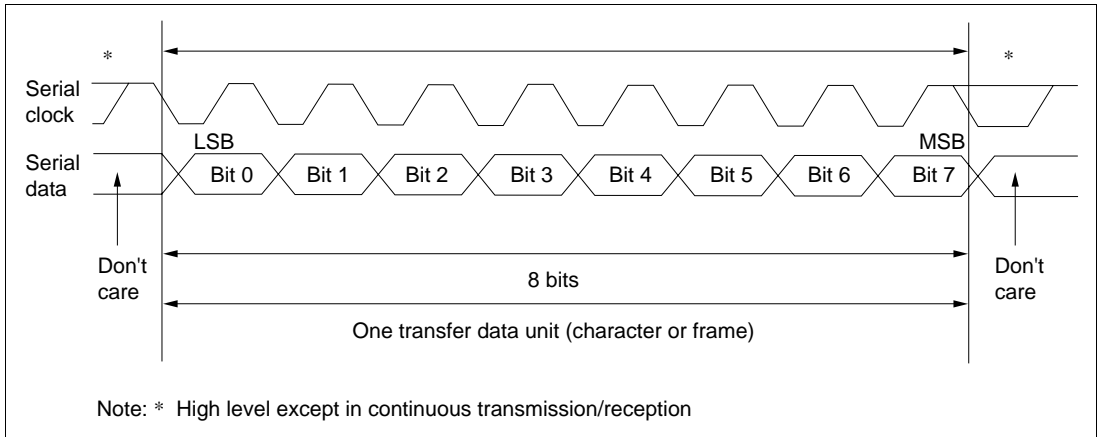 *
*
Serial
clock
LSB
MSB
Serial
data
Bit 0
Bit 1
Bit 2
Bit 3
Bit 4
Bit 5
Bit 6
Bit 7
Don't
care
8 bits
Don't
care
One transfer data unit (character or frame)
Note: * High level except in continuous transmission/reception